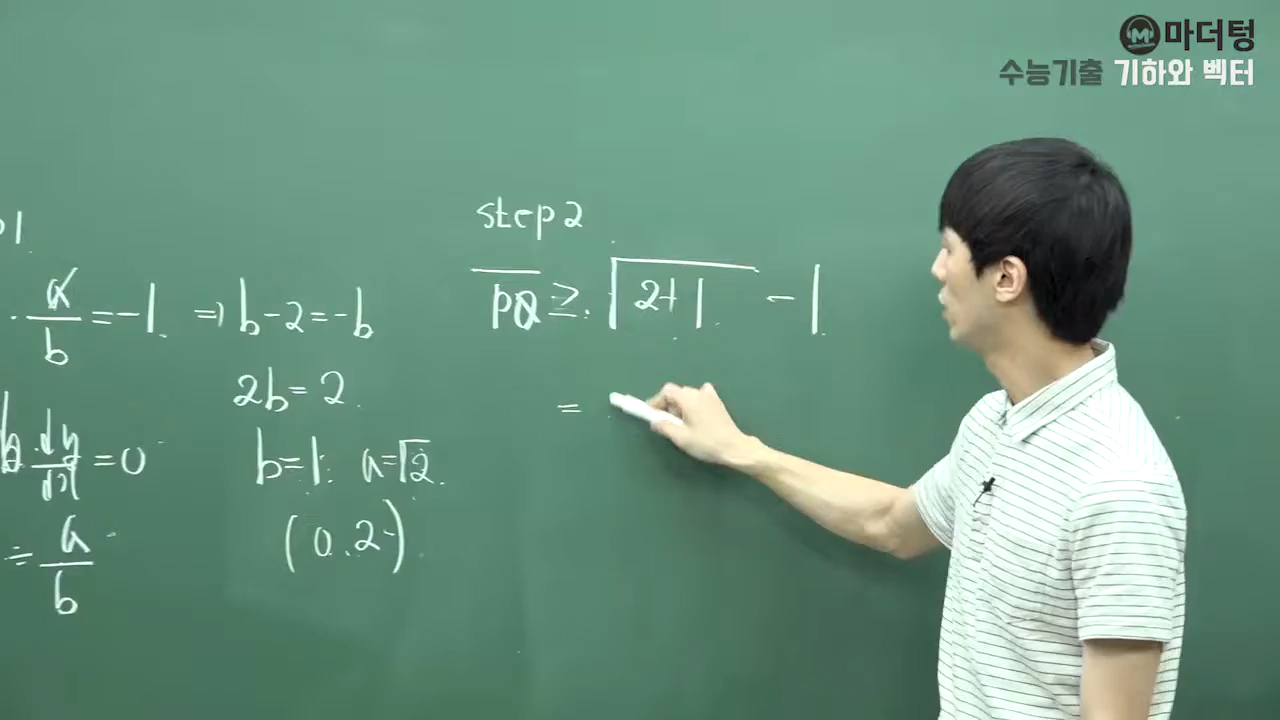 마더텅
수능기출 기하와 벡터
step 2
PQ ≥ √2+1 - 1
=
a/b = -1 ⇒ b-2 = -b
2b = 2
b · dy/dx = 0
b = 1 a = √2
= a/b
(0, 2)